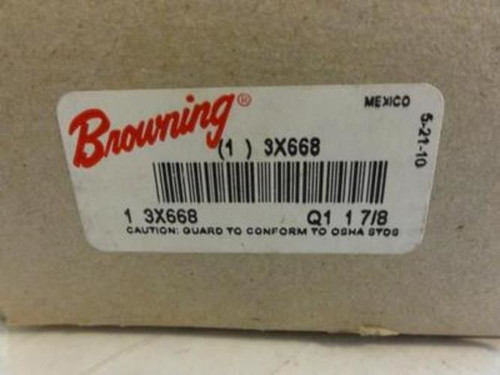 Browning®
MEXICO
(1) 3X668
5-21-10
1 3X668 Q1 1 7/8
CAUTION: GUARD TO CONFORM TO OSHA STDS